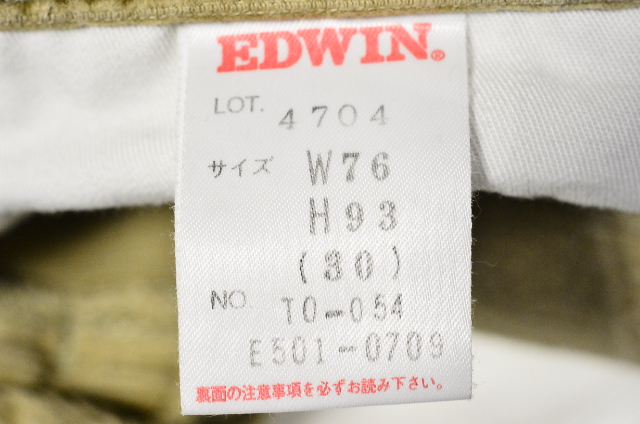 EDWIN®
LOT. 4704
サイズ W76
H93
(30)
NO. TO-054
E501-0709
裏面の注意事項を必ずお読み下さい。